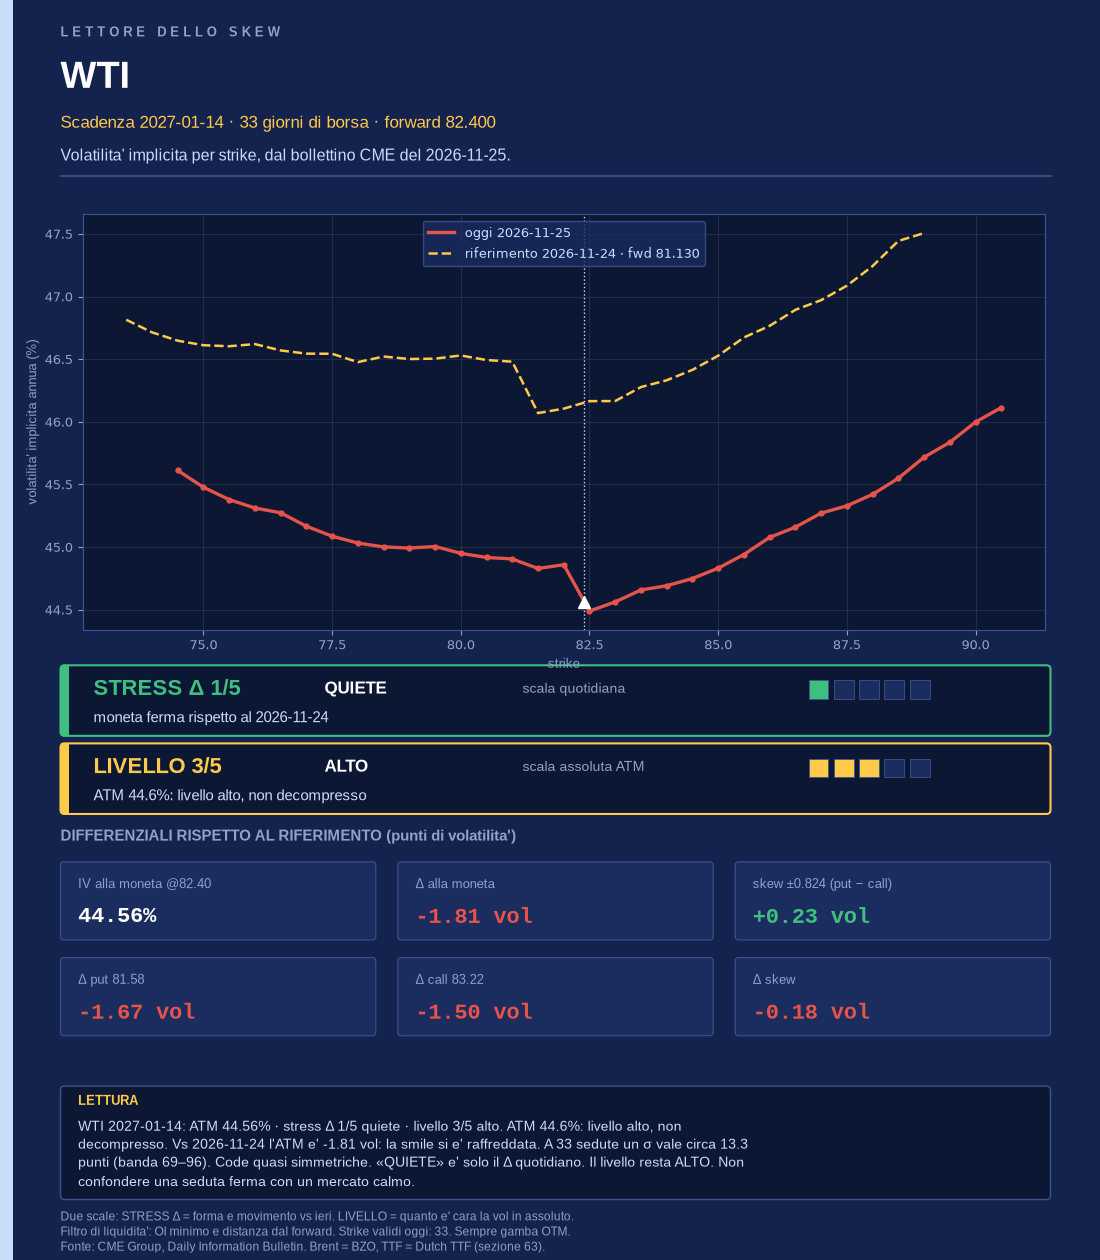 LETTORE DELLO SKEW
WTI
Scadenza 2027-01-14 · 33 giorni di borsa · forward 82.400
Volatilita' implicita per strike, dal bollettino CME del 2026-11-25.
oggi 2026-11-25
riferimento 2026-11-24 · fwd 81.130
volatilita' implicita annua (%)
47.5
47.0
46.5
46.0
45.5
45.0
44.5
75.0 77.5 80.0 82.5 85.0 87.5 90.0
strike
STRESS Δ 1/5 QUIETE scala quotidiana
moneta ferma rispetto al 2026-11-24
LIVELLO 3/5 ALTO scala assoluta ATM
ATM 44.6%: livello alto, non decompresso
DIFFERENZIALI RISPETTO AL RIFERIMENTO (punti di volatilita')
IV alla moneta @82.40 Δ alla moneta skew ±0.824 (put − call)
44.56% -1.81 vol +0.23 vol
Δ put 81.58 Δ call 83.22 Δ skew
-1.67 vol -1.50 vol -0.18 vol
LETTURA
WTI 2027-01-14: ATM 44.56% · stress Δ 1/5 quiete · livello 3/5 alto. ATM 44.6%: livello alto, non
decompresso. Vs 2026-11-24 l'ATM e' -1.81 vol: la smile si e' raffreddata. A 33 sedute un σ vale circa 13.3
punti (banda 69–96). Code quasi simmetriche. «QUIETE» e' solo il Δ quotidiano. Il livello resta ALTO. Non
confondere una seduta ferma con un mercato calmo.
Due scale: STRESS Δ = forma e movimento vs ieri. LIVELLO = quanto e' cara la vol in assoluto.
Filtro di liquidita': OI minimo e distanza dal forward. Strike validi oggi: 33. Sempre gamba OTM.
Fonte: CME Group, Daily Information Bulletin. Brent = BZO, TTF = Dutch TTF (sezione 63).